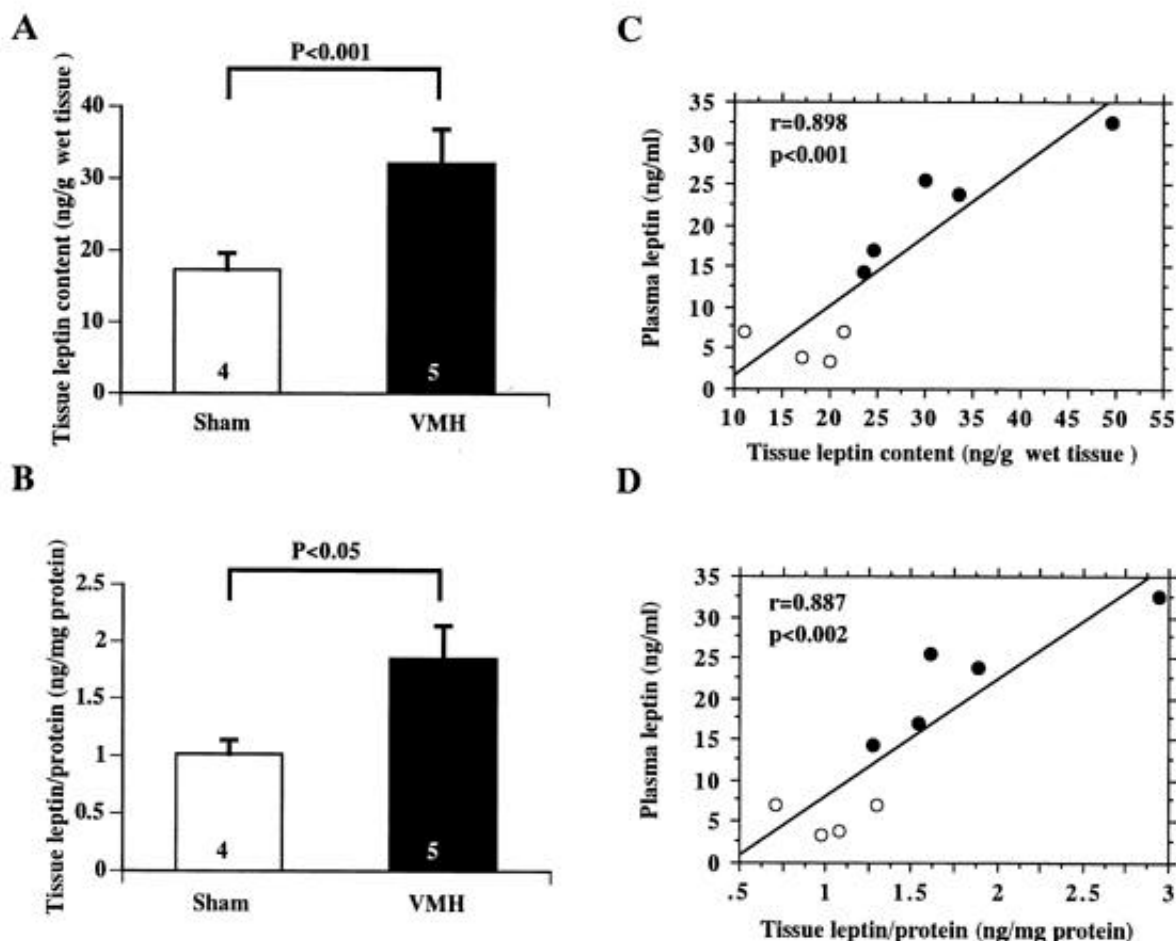 A
P<0.001
Tissue leptin content (ng/g wet tissue )
40
30
20
10
0
4
5
Sham
VMH
B
P<0.05
Tissue leptin/protein (ng/mg protein)
2.5
2
1.5
1
0.5
0
4
5
Sham
VMH
C
r=0.898
p<0.001
Plasma leptin (ng/ml)
35
30
25
20
15
10
5
0
10 15 20 25 30 35 40 45 50 55
Tissue leptin content (ng/g wet tissue )
D
r=0.887
p<0.002
Plasma leptin (ng/ml)
35
30
25
20
15
10
5
0
.5 1 1.5 2 2.5 3
Tissue leptin/protein (ng/mg protein)